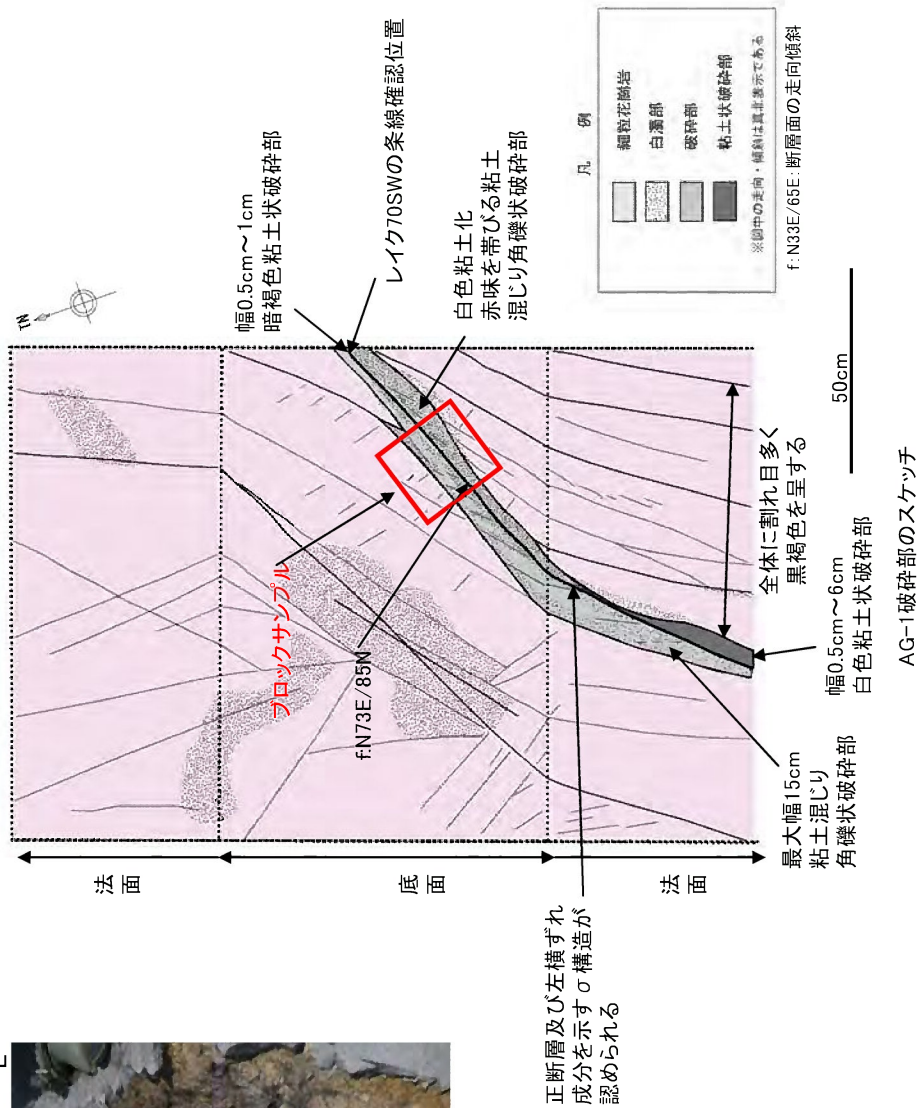 幅0.5cm~1cm
暗褐色粘土状破砕部
レイク70SWの条線確認位置
白色粘土化
赤味を帯びる粘土
混じり角礫状破砕部
ブロックサンプル
f:N73E/85N
法面
底面
法面
正断層及び左横ずれ
成分を示すσ構造が
認められる
最大幅15cm
粘土混じり
角礫状破砕部
幅0.5cm~6cm
白色粘土状破砕部
全体に割れ目多く
黒褐色を呈する
50cm
凡 例
細粒花崗岩
白濁部
破砕部
粘土状破砕部
※図中の走向・傾斜は真北表示である
f:N33E/65E:断層面の走向傾斜
AG-1破砕部のスケッチ